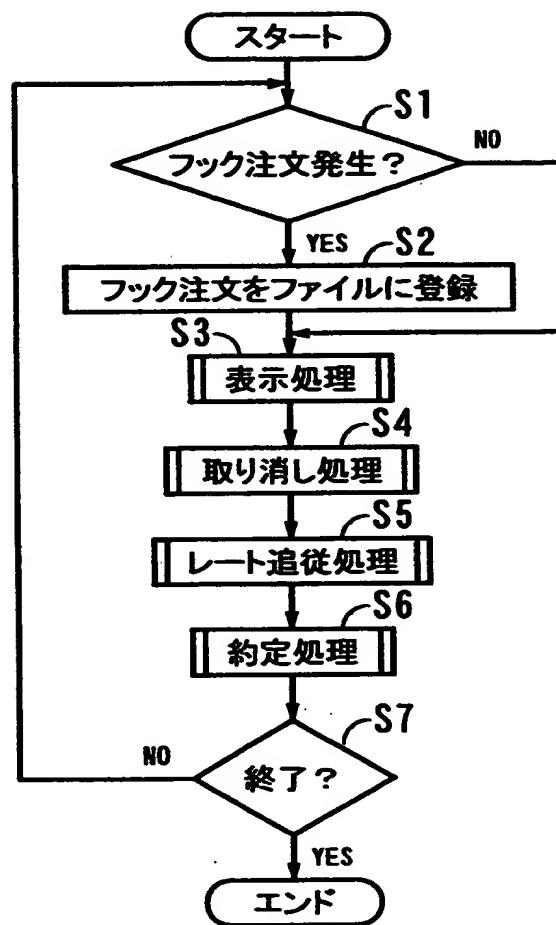 スタート
S1
フック注文発生?
NO
YES
S2
フック注文をファイルに登録
S3
表示処理
S4
取り消し処理
S5
レート追従処理
S6
約定処理
S7
終了?
NO
YES
エンド